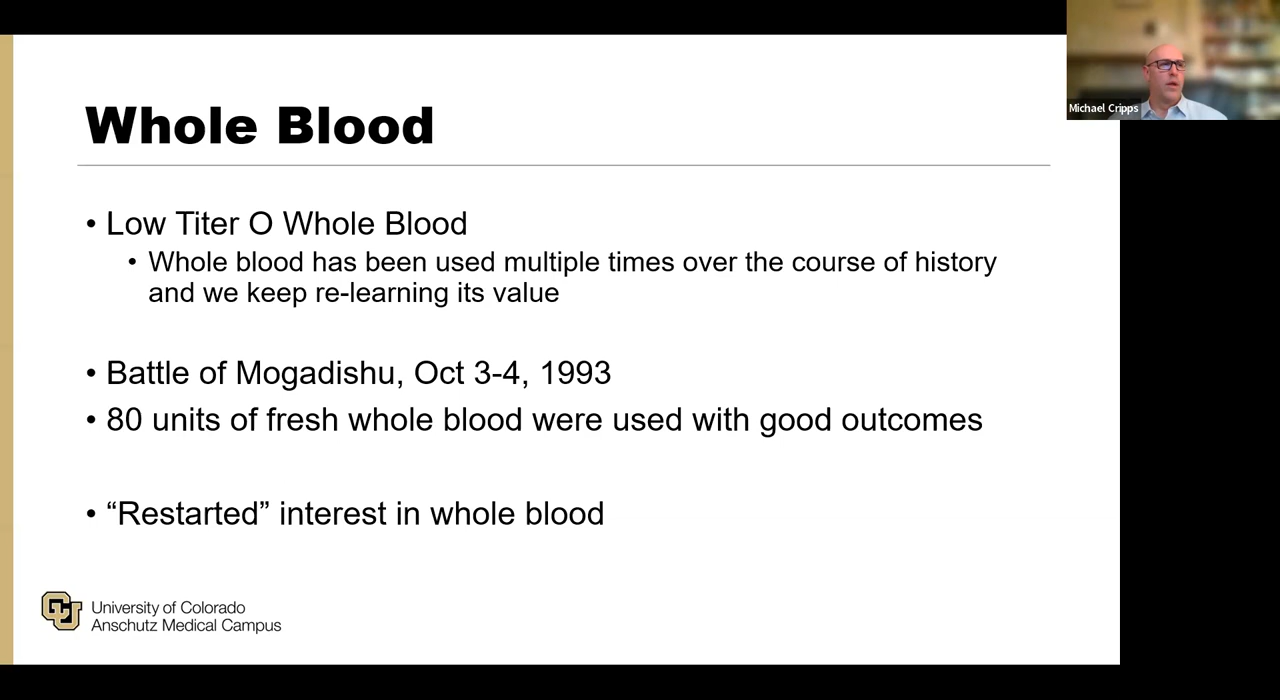 Michael Cripps
Whole Blood
• Low Titer O Whole Blood
• Whole blood has been used multiple times over the course of history
and we keep re-learning its value
• Battle of Mogadishu, Oct 3-4, 1993
• 80 units of fresh whole blood were used with good outcomes
• “Restarted” interest in whole blood
University of Colorado
Anschutz Medical Campus